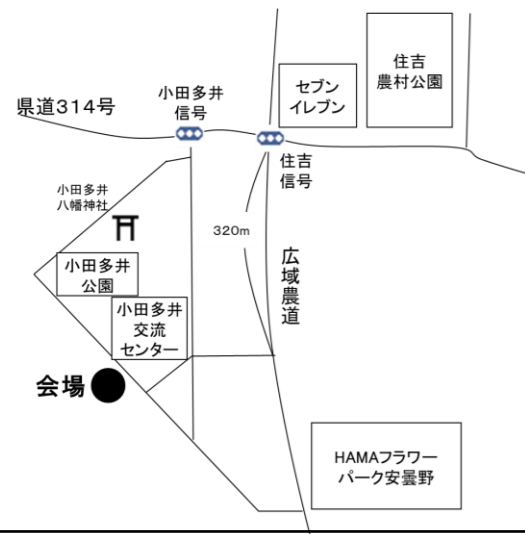 県道314号
小田多井
信号
セブン
イレブン
住吉
農村公園
住吉
信号
小田多井
八幡神社
320m
広域農道
小田多井
公園
小田多井
交流
センター
会場
HAMAフラワー
パーク安曇野